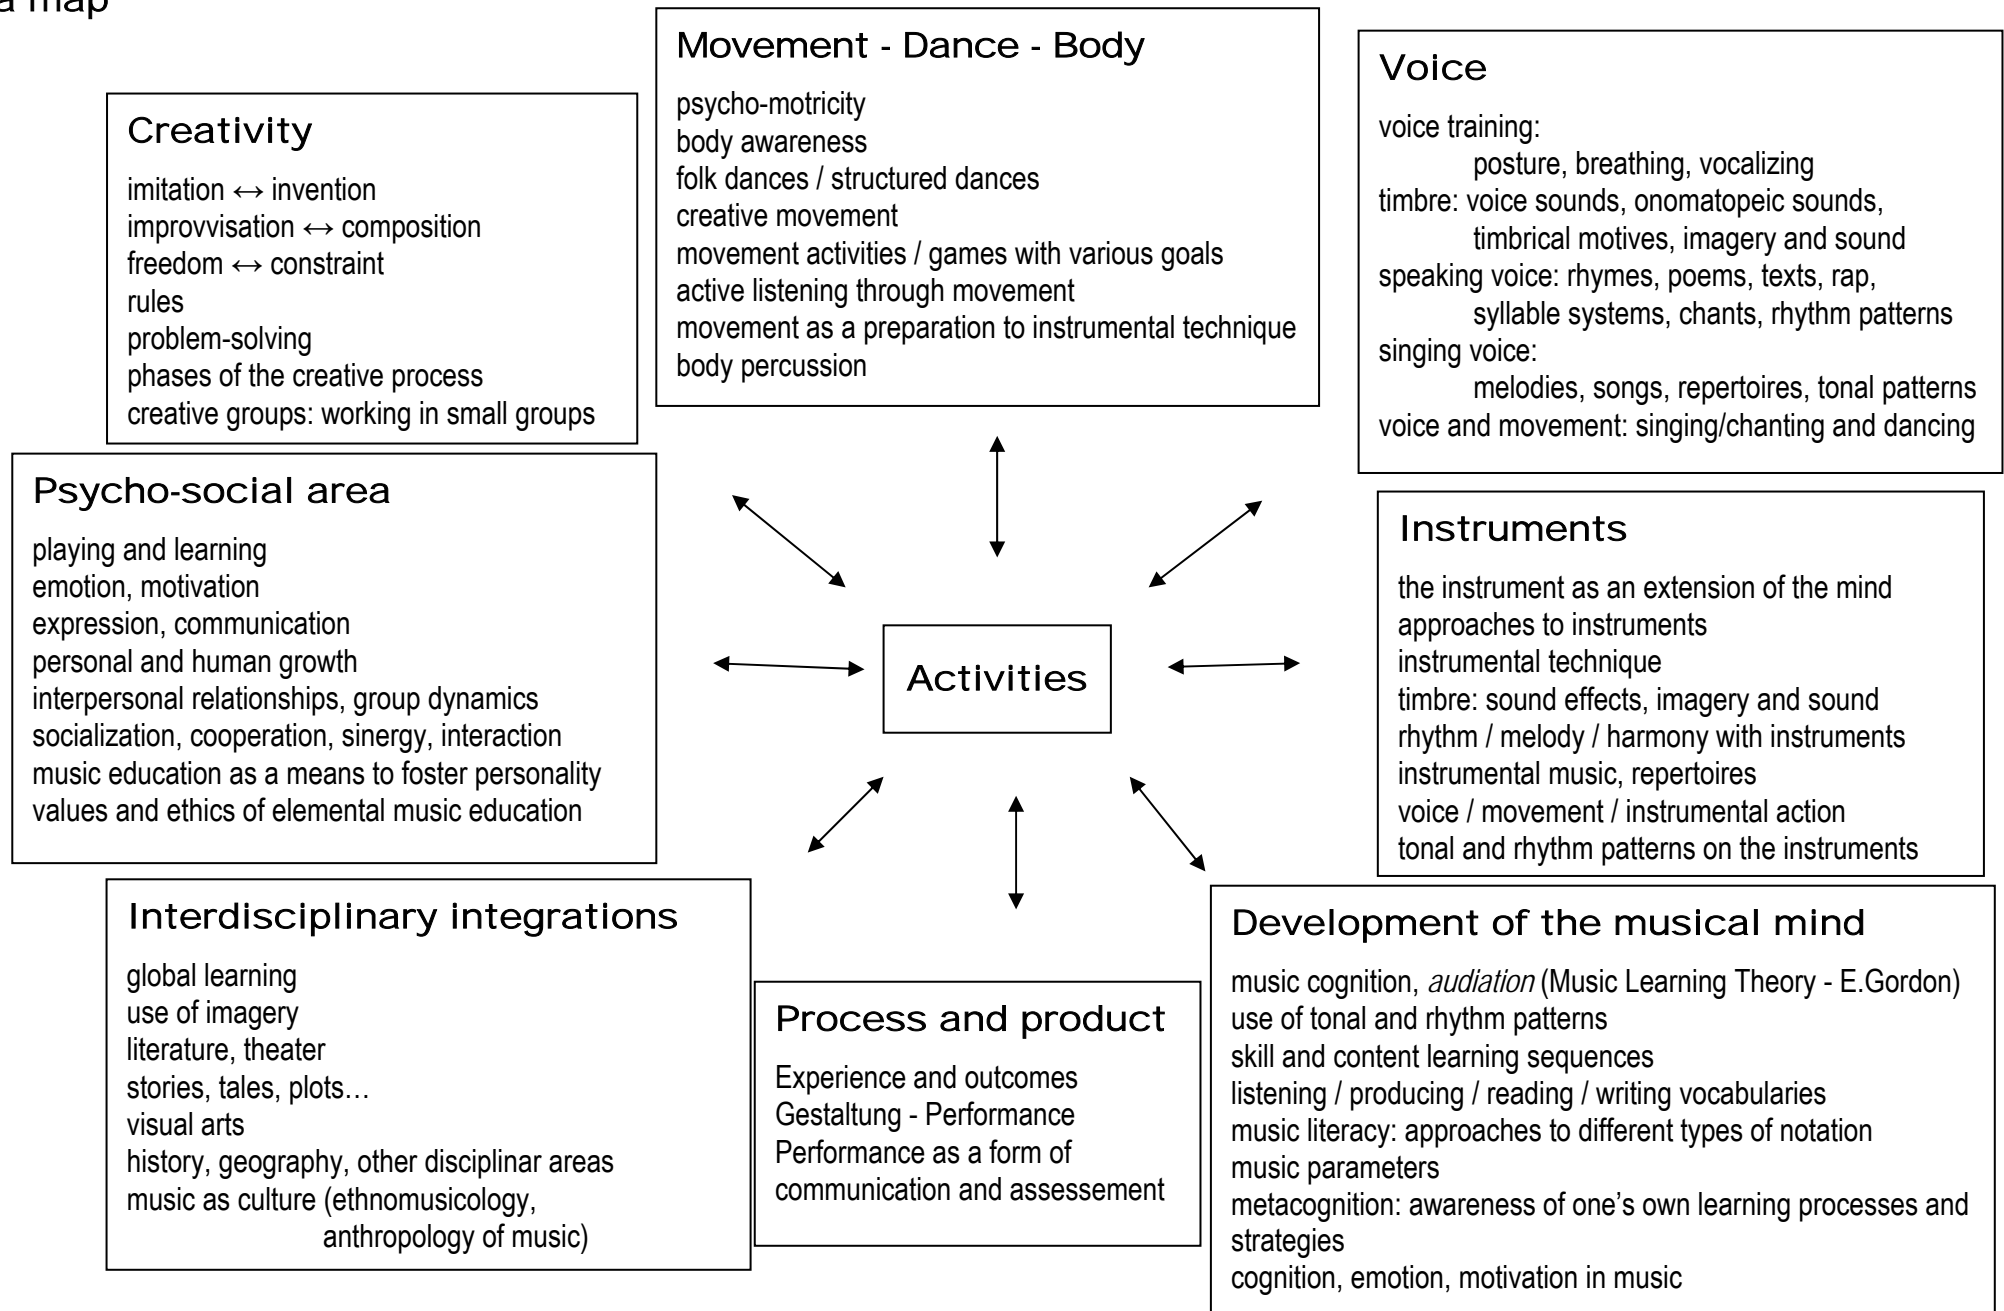 a map
Movement - Dance - Body
psycho-motricity
body awareness
folk dances / structured dances
creative movement
movement activities / games with various goals
active listening through movement
movement as a preparation to instrumental technique
body percussion
Voice
voice training:
posture, breathing, vocalizing
timbre: voice sounds, onomatopeic sounds,
timbrical motives, imagery and sound
speaking voice: rhymes, poems, texts, rap,
syllable systems, chants, rhythm patterns
singing voice:
melodies, songs, repertoires, tonal patterns
voice and movement: singing/chanting and dancing
Creativity
imitation ↔ invention
improvvisation ↔ composition
freedom ↔ constraint
rules
problem-solving
phases of the creative process
creative groups: working in small groups
Psycho-social area
playing and learning
emotion, motivation
expression, communication
personal and human growth
interpersonal relationships, group dynamics
socialization, cooperation, sinergy, interaction
music education as a means to foster personality
values and ethics of elemental music education
Activities
Instruments
the instrument as an extension of the mind
approaches to instruments
instrumental technique
timbre: sound effects, imagery and sound
rhythm / melody / harmony with instruments
instrumental music, repertoires
voice / movement / instrumental action
tonal and rhythm patterns on the instruments
Interdisciplinary integrations
global learning
use of imagery
literature, theater
stories, tales, plots…
visual arts
history, geography, other disciplinar areas
music as culture (ethnomusicology,
anthropology of music)
Process and product
Experience and outcomes
Gestaltung - Performance
Performance as a form of
communication and assessement
Development of the musical mind
music cognition, audiation (Music Learning Theory - E.Gordon)
use of tonal and rhythm patterns
skill and content learning sequences
listening / producing / reading / writing vocabularies
music literacy: approaches to different types of notation
music parameters
metacognition: awareness of one's own learning processes and
strategies
cognition, emotion, motivation in music